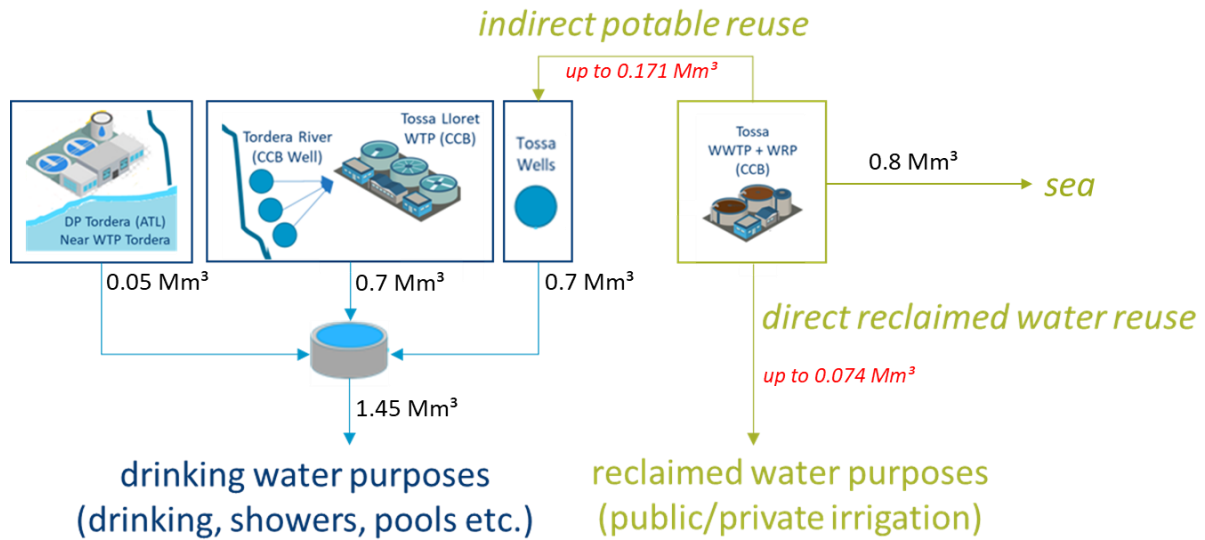 indirect potable reuse
up to 0.171 Mm³
Tordera River
(CCB Well)
Tossa Lloret
WTP (CCB)
Tossa
Wells
Tossa
WWTP + WRP
(CCB)
0.8 Mm³
sea
DP Tordera (ATL)
Near WTP Tordera
0.05 Mm³
0.7 Mm³
0.7 Mm³
direct reclaimed water reuse
up to 0.074 Mm³
1.45 Mm³
drinking water purposes
(drinking, showers, pools etc.)
reclaimed water purposes
(public/private irrigation)